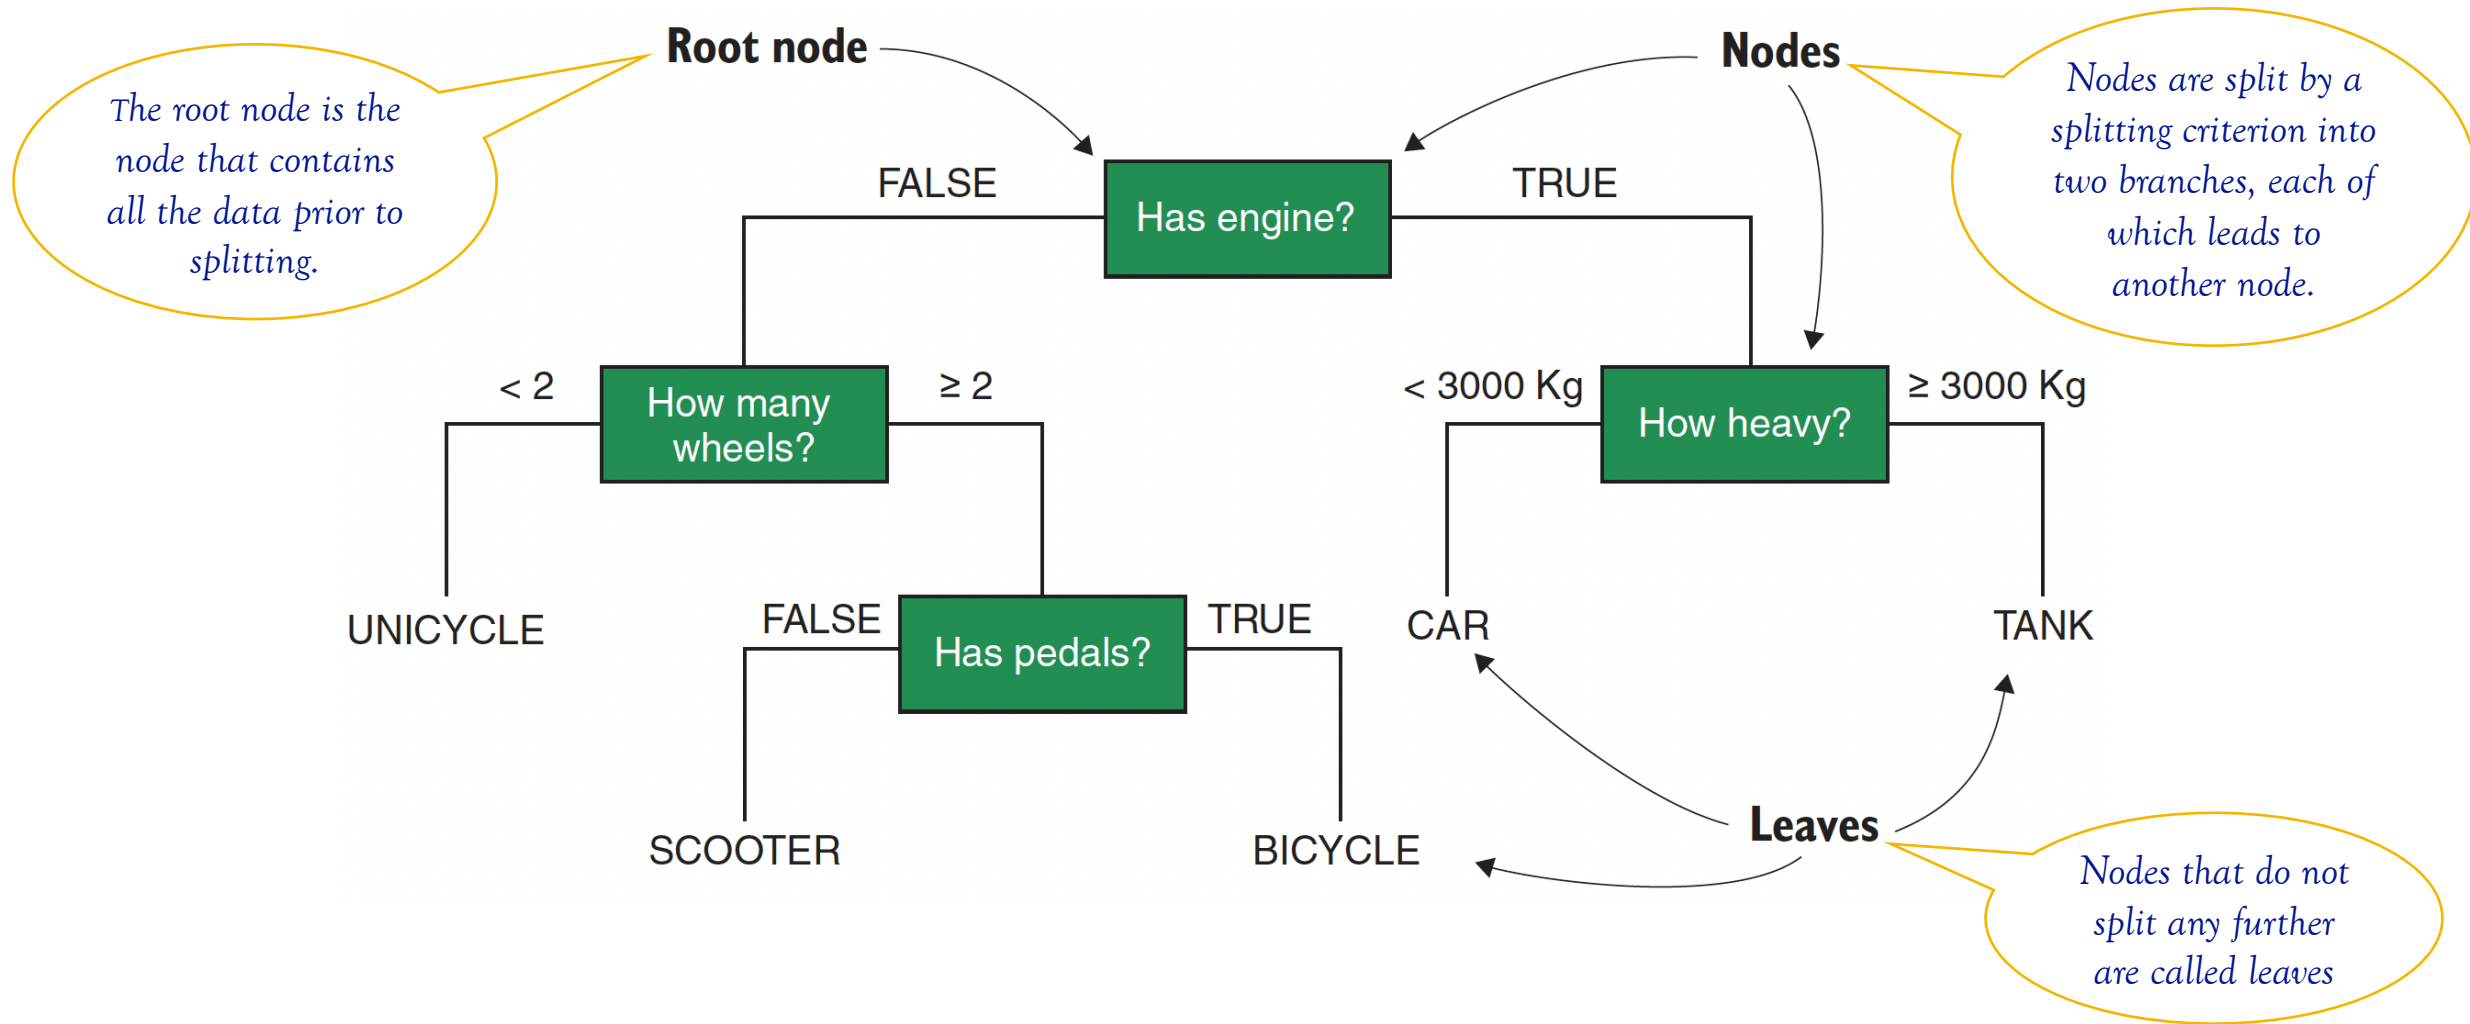 Root node
Nodes
The root node is the
node that contains
all the data prior to
splitting.
Nodes are split by a
splitting criterion into
two branches, each of
which leads to
another node.
FALSE
Has engine?
TRUE
< 2
How many
wheels?
≥ 2
< 3000 Kg
How heavy?
≥ 3000 Kg
UNICYCLE
FALSE
Has pedals?
TRUE
CAR
TANK
SCOOTER
BICYCLE
Leaves
Nodes that do not
split any further
are called leaves